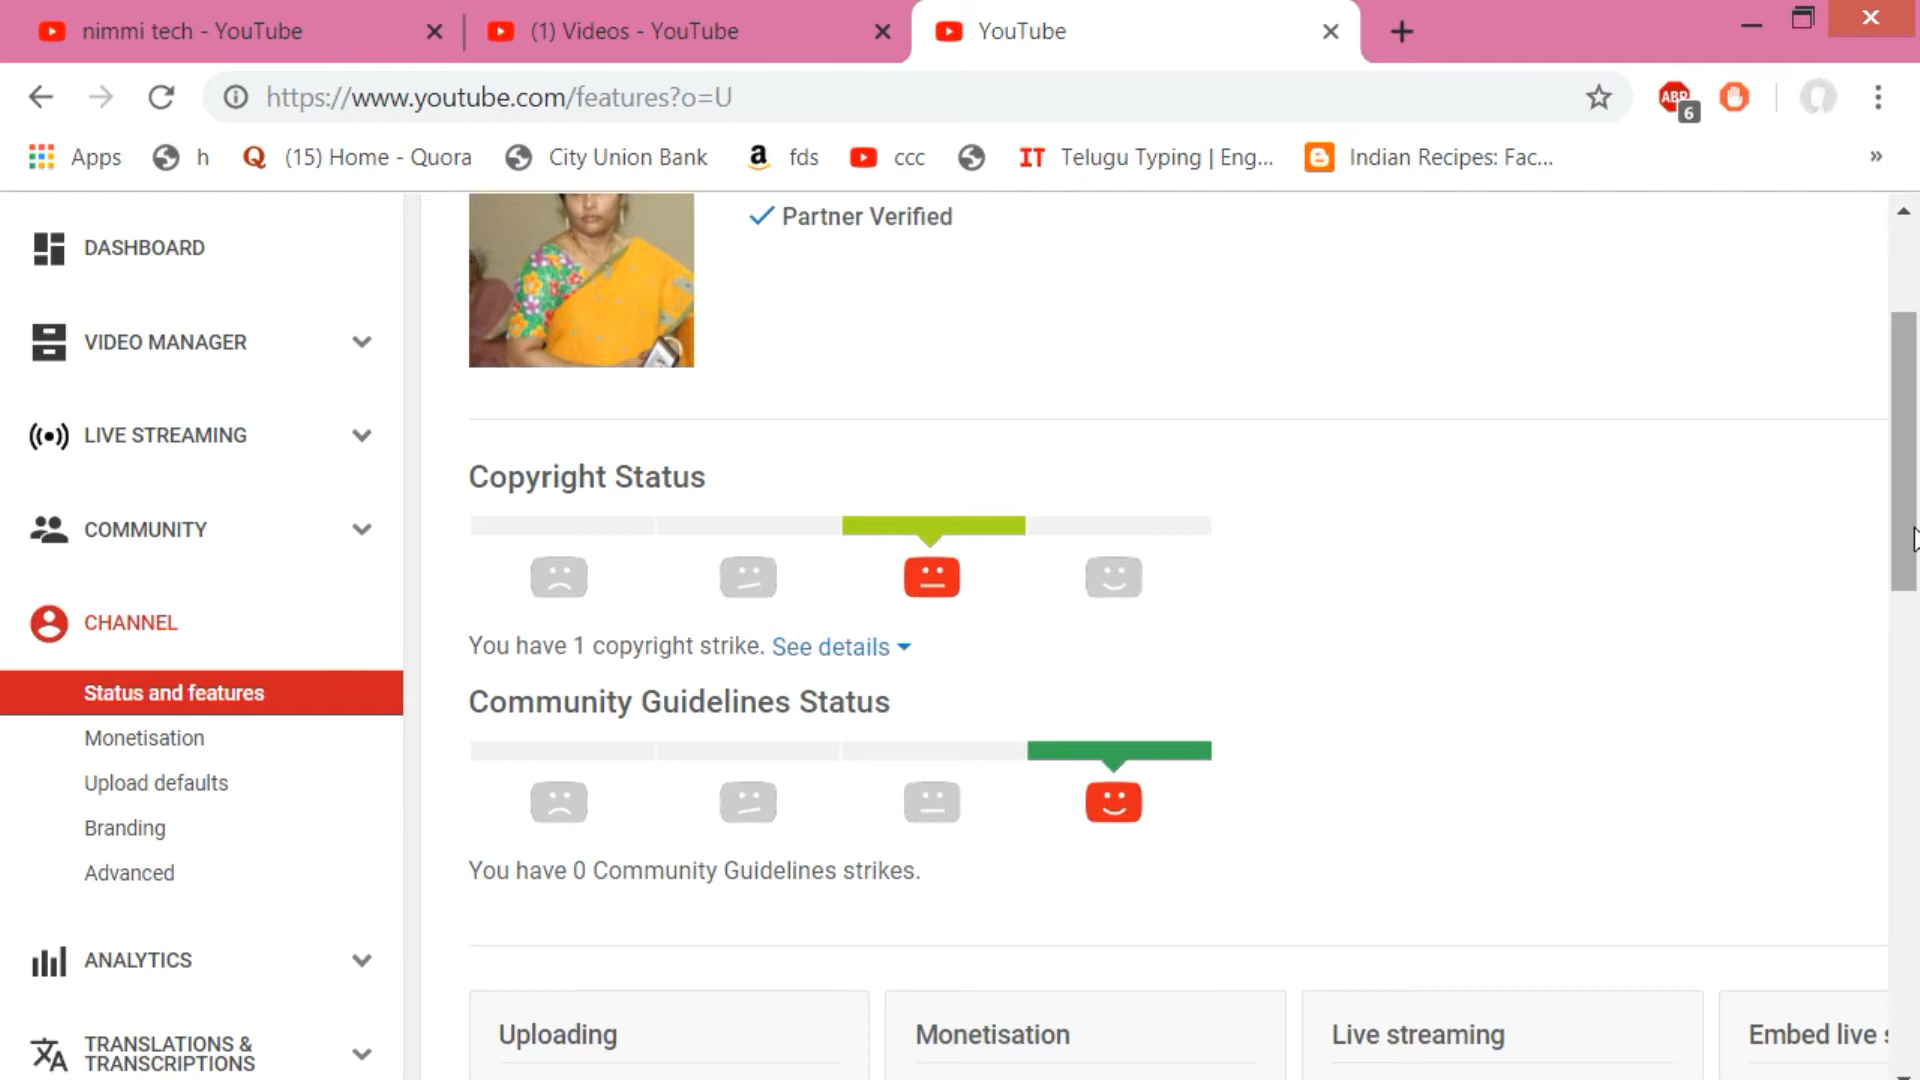 nimmi tech - YouTube
(1) Videos - YouTube
YouTube
https://www.youtube.com/features?o=U
ABP
6
Apps
h
(15) Home - Quora
City Union Bank
fds
ccc
IT Telugu Typing | Eng...
Indian Recipes: Fac...
DASHBOARD
VIDEO MANAGER
LIVE STREAMING
COMMUNITY
CHANNEL
Status and features
Monetisation
Upload defaults
Branding
Advanced
ANALYTICS
TRANSLATIONS &
TRANSCRIPTIONS
Partner Verified
Copyright Status
You have 1 copyright strike. See details
Community Guidelines Status
You have 0 Community Guidelines strikes.
Uploading
Monetisation
Live streaming
Embed live